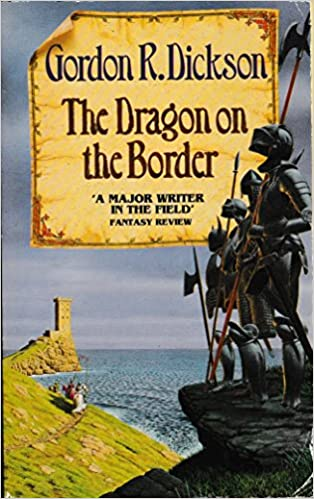 Gordon R. Dickson
The Dragon on
the Border
'A MAJOR WRITER
IN THE FIELD'
FANTASY REVIEW